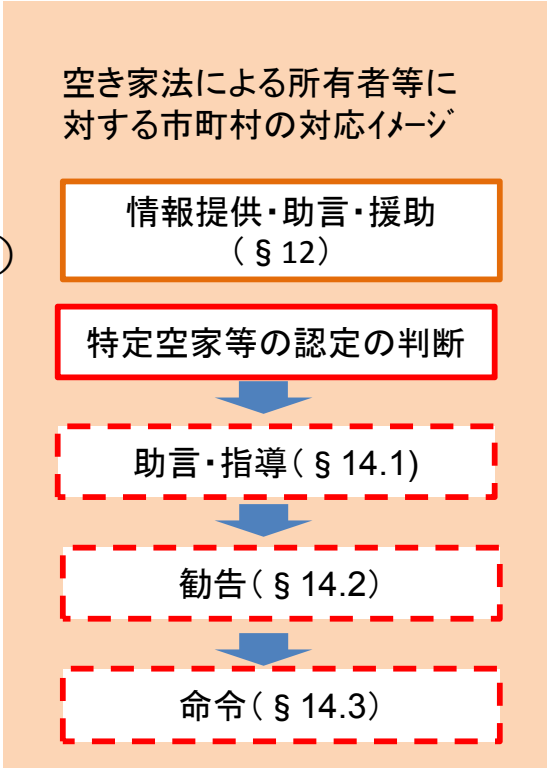 空き家法による所有者等に
対する市町村の対応ｲﾒｰｼﾞ
情報提供・助言・援助
（§12）
特定空家等の認定の判断
助言・指導（§14.1)
勧告（§14.2）
命令（§14.3）